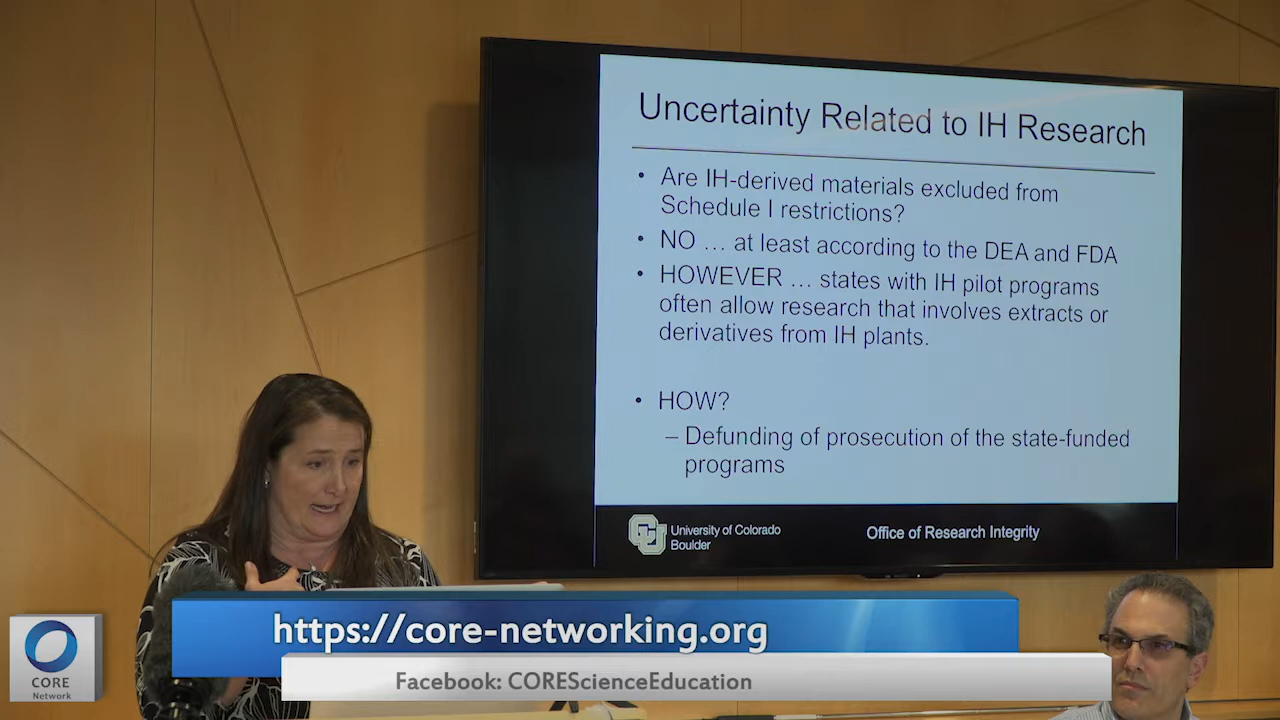 Uncertainty Related to IH Research
• Are IH-derived materials excluded from
Schedule I restrictions?
• NO … at least according to the DEA and FDA
• HOWEVER … states with IH pilot programs
often allow research that involves extracts or
derivatives from IH plants.
• HOW?
– Defunding of prosecution of the state-funded
programs
CU
University of Colorado
Boulder
Office of Research Integrity
https://core-networking.org
Facebook: COREScienceEducation
CORE
Network